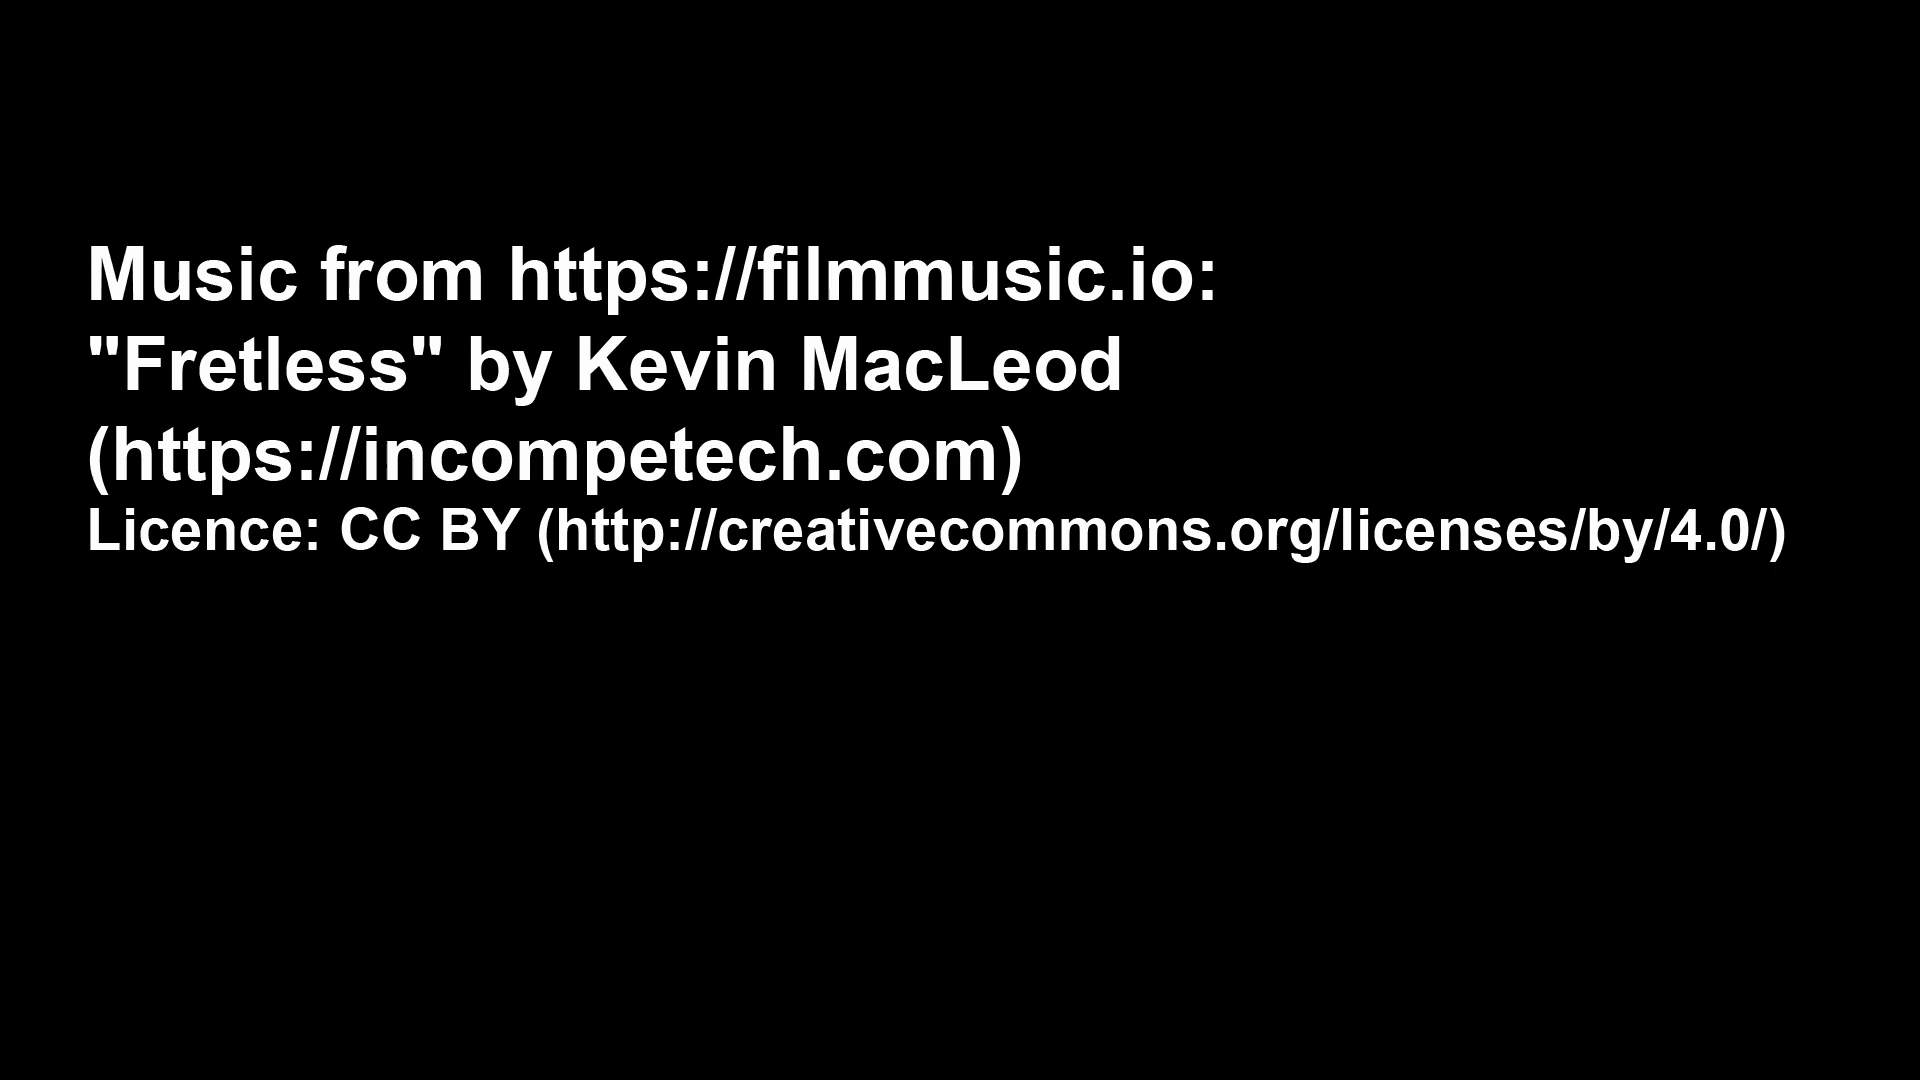 Music from https://filmmusic.io:
"Fretless" by Kevin MacLeod
(https://incompetech.com)
Licence: CC BY (http://creativecommons.org/licenses/by/4.0/)